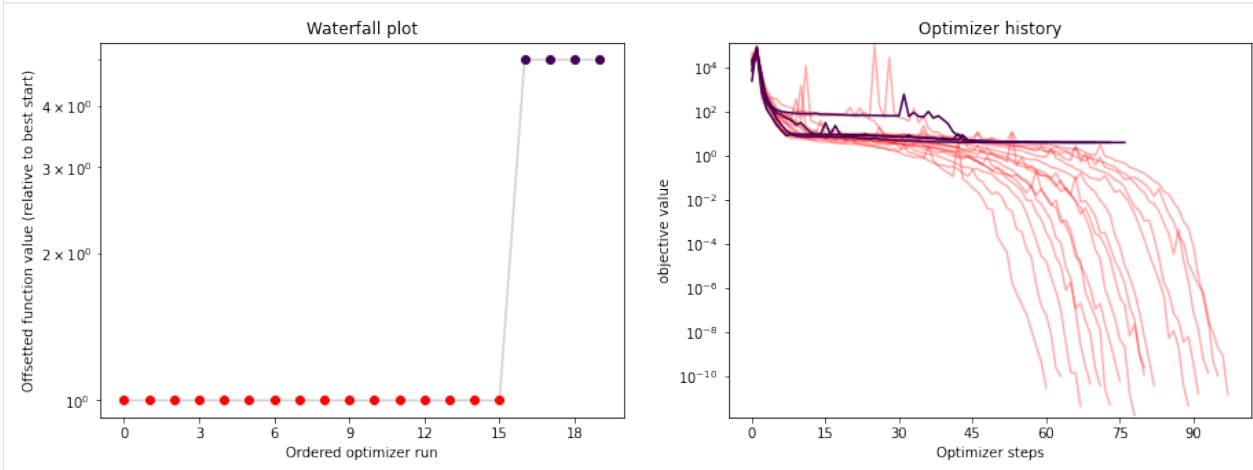 Waterfall plot
Offsetted function value (relative to best start)
4 × 10⁰
3 × 10⁰
2 × 10⁰
10⁰
0 3 6 9 12 15 18
Ordered optimizer run
Optimizer history
objective value
10⁴
10²
10⁰
10⁻²
10⁻⁴
10⁻⁶
10⁻⁸
10⁻¹⁰
0 15 30 45 60 75 90
Optimizer steps